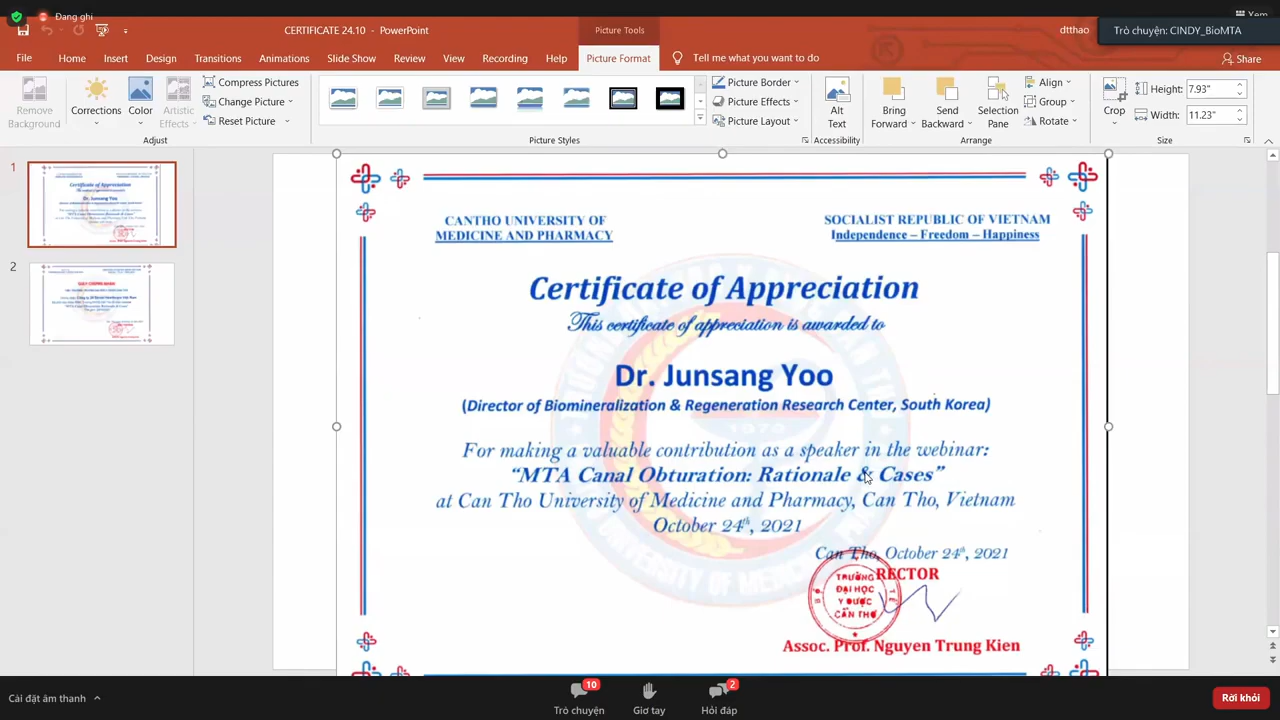 Đang ghi
CERTIFICATE 24.10 - PowerPoint
Picture Tools
dtthao
Xem
Trò chuyện: CINDY_BioMTA
File Home Insert Design Transitions Animations Slide Show Review View Recording Help Picture Format Tell me what you want to do Share
Remove Background
Corrections
Color
Artistic Effects
Compress Pictures
Change Picture
Reset Picture
Adjust
Picture Styles
Picture Border
Picture Effects
Picture Layout
Alt Text
Accessibility
Bring Forward
Send Backward
Selection Pane
Align
Group
Rotate
Arrange
Crop
Height: 7.93"
Width: 11.23"
Size
1
2
CANTHO UNIVERSITY OF
MEDICINE AND PHARMACY
SOCIALIST REPUBLIC OF VIETNAM
Independence – Freedom – Happiness
Certificate of Appreciation
This certificate of appreciation is awarded to
Dr. Junsang Yoo
(Director of Biomineralization & Regeneration Research Center, South Korea)
For making a valuable contribution as a speaker in the webinar:
“MTA Canal Obturation: Rationale & Cases”
at Can Tho University of Medicine and Pharmacy, Can Tho, Vietnam
October 24th, 2021
Can Tho, October 24th, 2021
RECTOR
TRƯỜNG
ĐẠI HỌC
Y DƯỢC
CẦN THƠ
Assoc. Prof. Nguyen Trung Kien
Cài đặt âm thanh
10
Trò chuyện
Giơ tay
2
Hỏi đáp
Rời khỏi